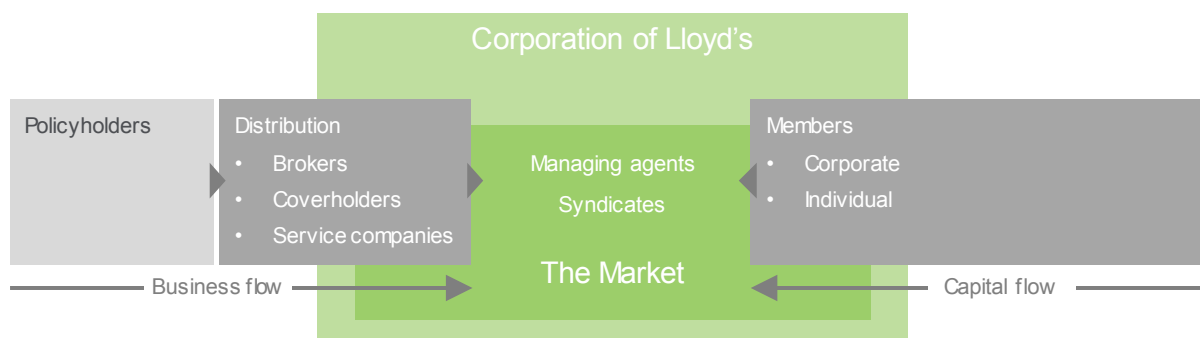 Corporation of Lloyd's
Policyholders
Distribution
• Brokers
• Coverholders
• Service companies
Managing agents
Syndicates
The Market
Members
• Corporate
• Individual
Business flow
Capital flow